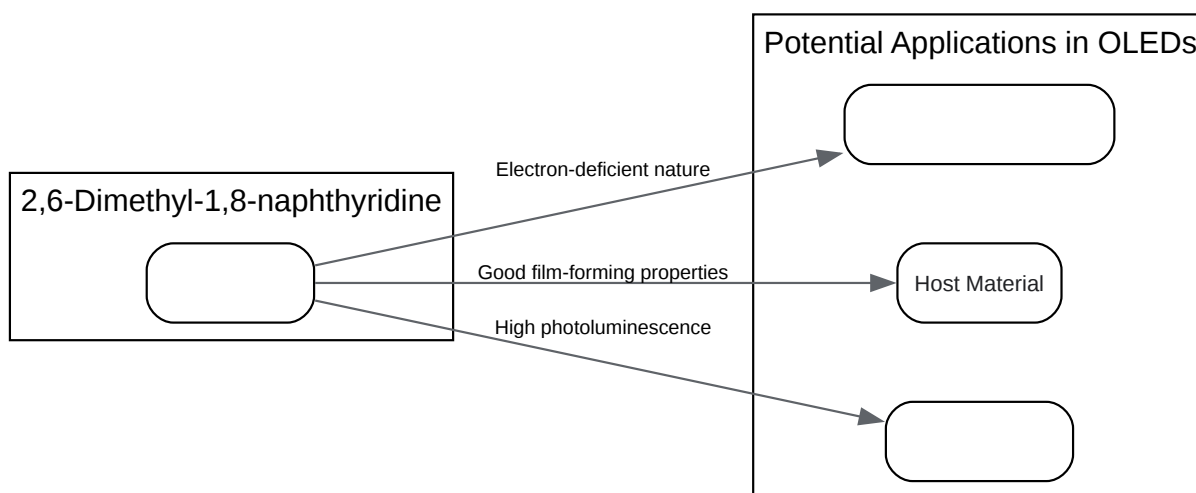 Potential Applications in OLEDs
Electron-deficient nature
2,6-Dimethyl-1,8-naphthyridine
Good film-forming properties
Host Material
High photoluminescence